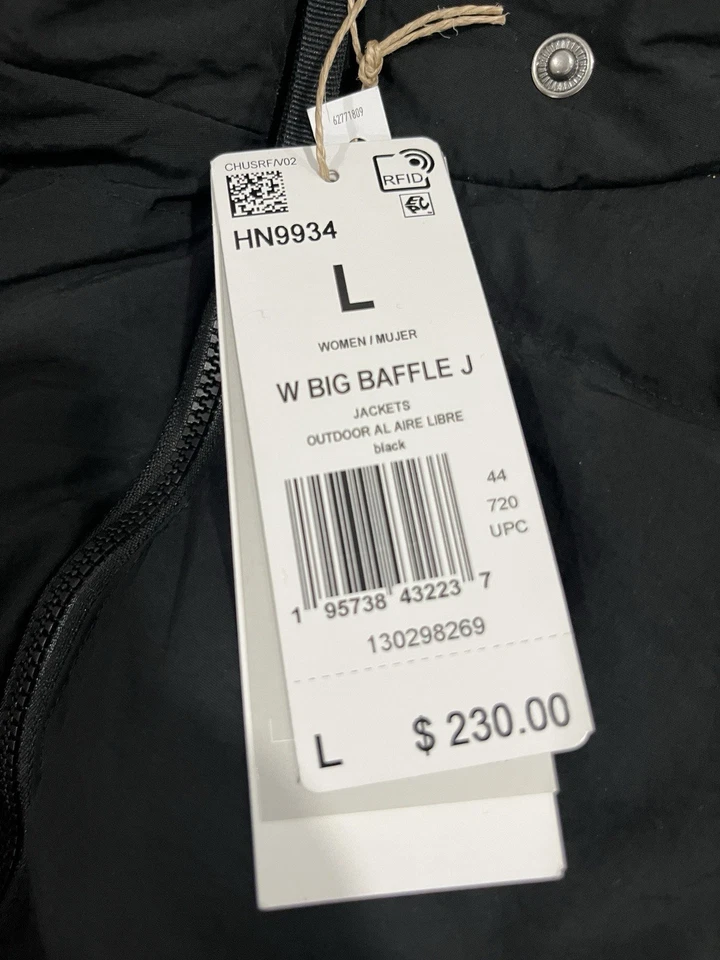 62771809
CHUSRF/V02
RFID
HN9934
L
WOMEN / MUJER
W BIG BAFFLE J
JACKETS
OUTDOOR AL AIRE LIBRE
black
44
720
UPC
1 95738 43223 7
130298269
L $ 230.00